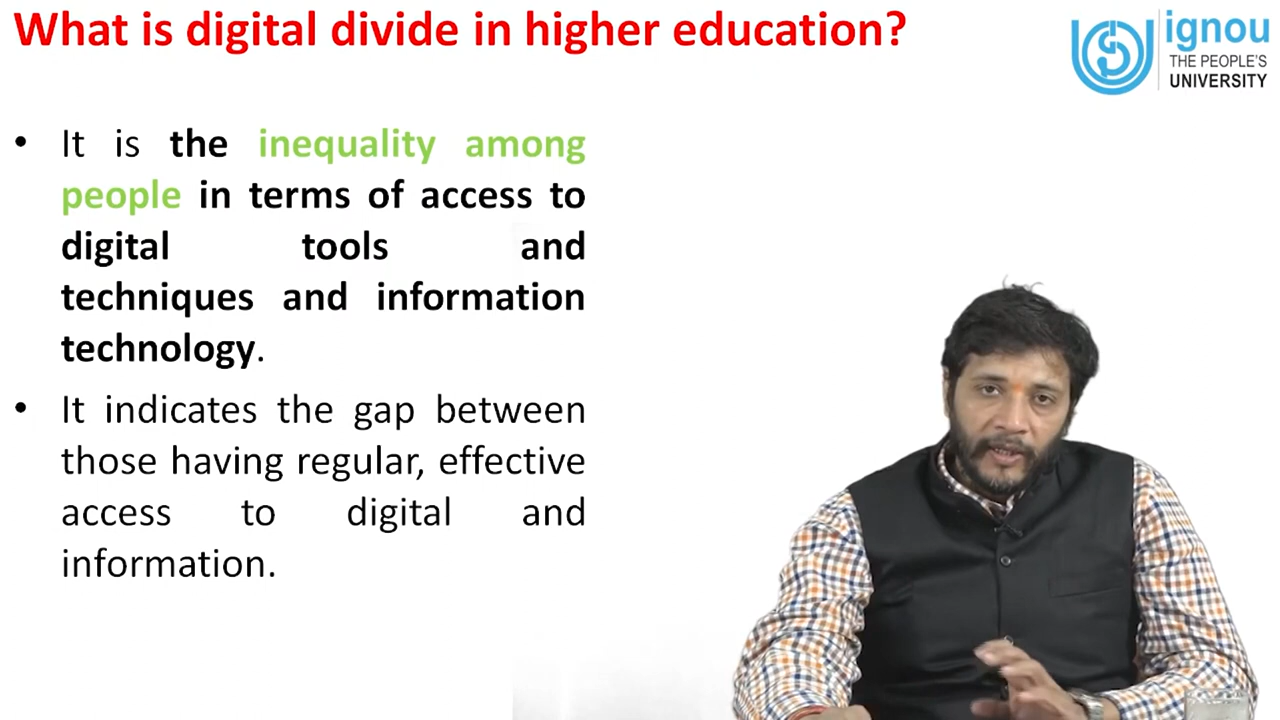 What is digital divide in higher education?
ignou
THE PEOPLE'S
UNIVERSITY
• It is the inequality among
people in terms of access to
digital tools and
techniques and information
technology.
• It indicates the gap between
those having regular, effective
access to digital and
information.